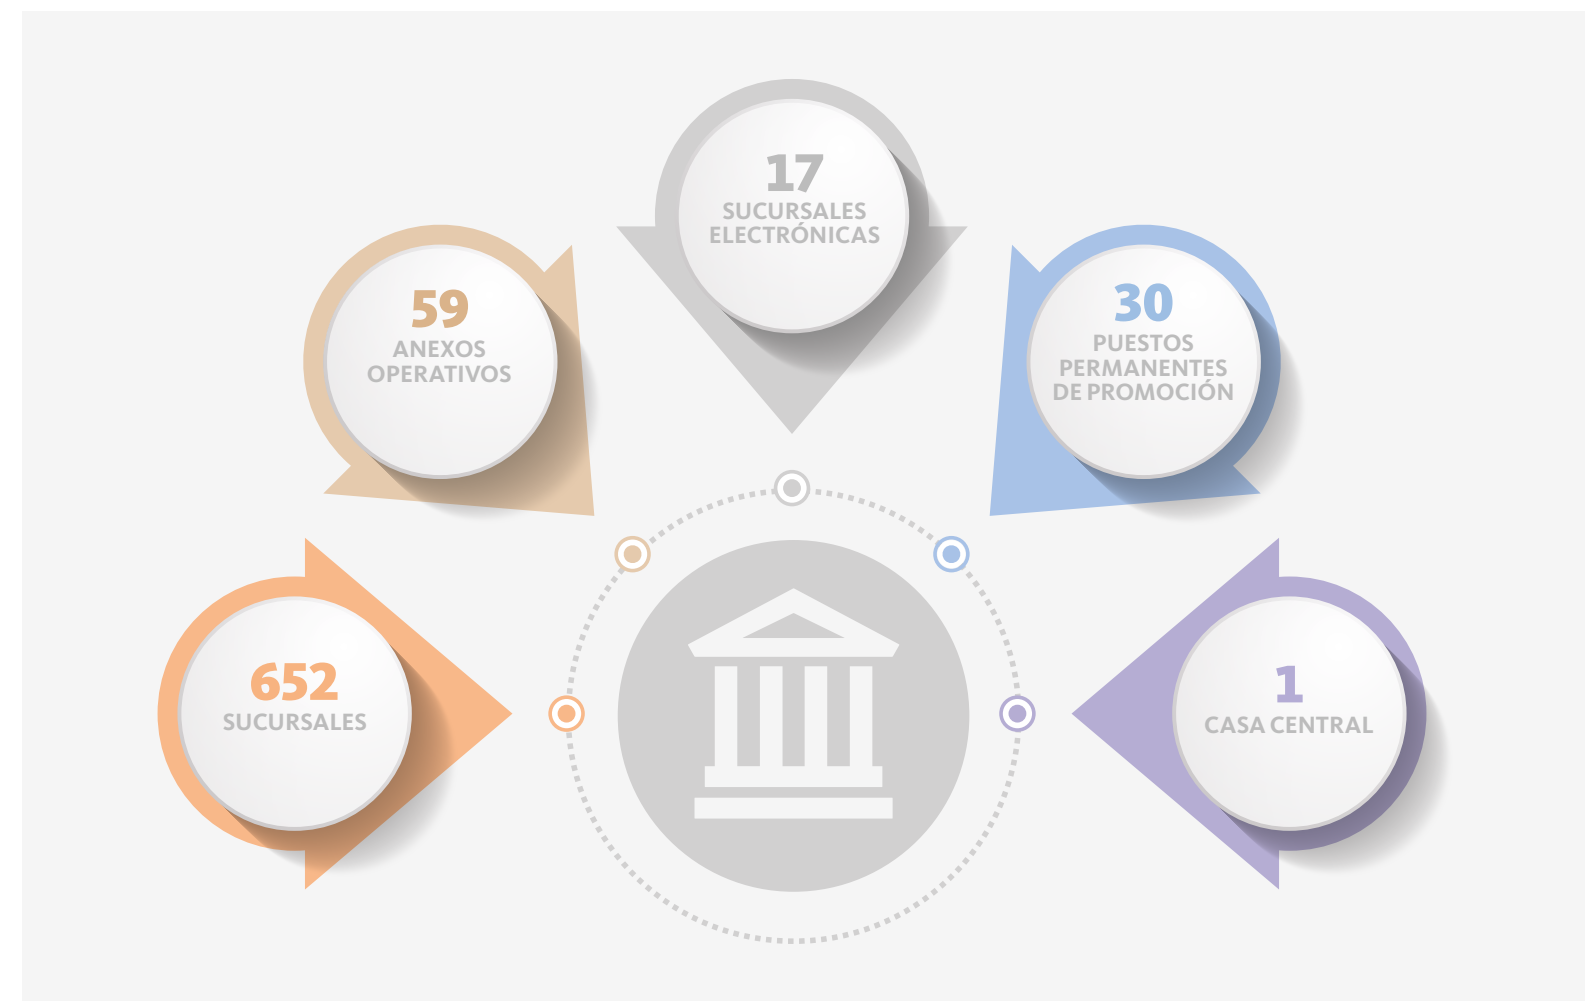 17
SUCURSALES
ELECTRÓNICAS
59
ANEXOS
OPERATIVOS
30
PUESTOS
PERMANENTES
DE PROMOCIÓN
652
SUCURSALES
1
CASA CENTRAL